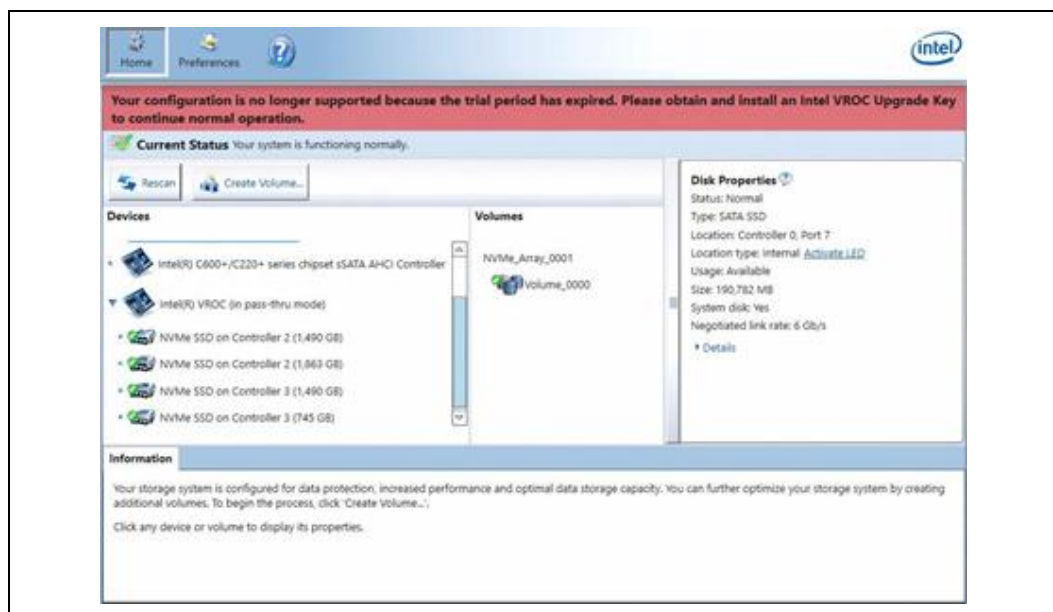 Home Preferences
intel
Your configuration is no longer supported because the trial period has expired. Please obtain and install an Intel VROC Upgrade Key
to continue normal operation.
Current Status Your system is functioning normally.
Rescan Create Volume...
Devices
Intel(R) C600+/C220+ series chipset sSATA AHCI Controller
Intel(R) VROC (in pass-thru mode)
NVMe SSD on Controller 2 (1,490 GB)
NVMe SSD on Controller 2 (1,863 GB)
NVMe SSD on Controller 3 (1,490 GB)
NVMe SSD on Controller 3 (745 GB)
Volumes
NVMe_Array_0001
Volume_0000
Disk Properties
Status: Normal
Type: SATA SSD
Location: Controller 0, Port 7
Location type: Internal Activate LED
Usage: Available
Size: 190,782 MB
System disk: Yes
Negotiated link rate: 6 Gb/s
Details
Information
Your storage system is configured for data protection, increased performance and optimal data storage capacity. You can further optimize your storage system by creating
additional volumes. To begin the process, click 'Create Volume...'.
Click any device or volume to display its properties.